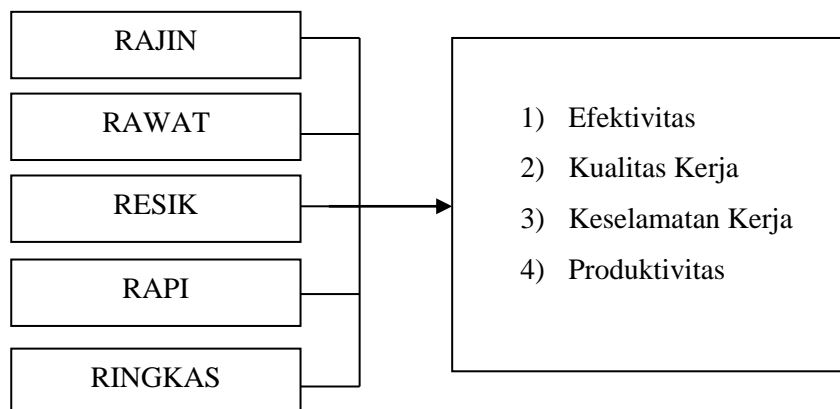 RAJIN
RAWAT
RESIK
RAPI
RINGKAS
1) Efektivitas
2) Kualitas Kerja
3) Keselamatan Kerja
4) Produktivitas